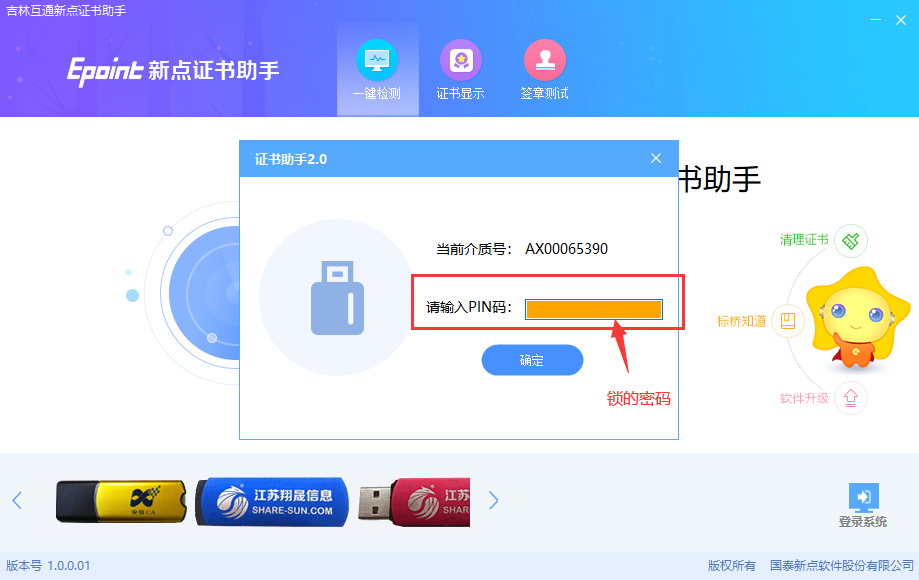 吉林互通新点证书助手
Epoint 新点证书助手
一键检测
证书显示
签章测试
证书助手2.0
书助手
当前介质号: AX00065390
请输入PIN码:
确定
锁的密码
清理证书
标桥知道
软件升级
江苏翔晟信息
SHARE-SUN.COM
江苏
SHAR
登录系统
版本号 1.0.0.01
版权所有 国泰新点软件股份有限公司